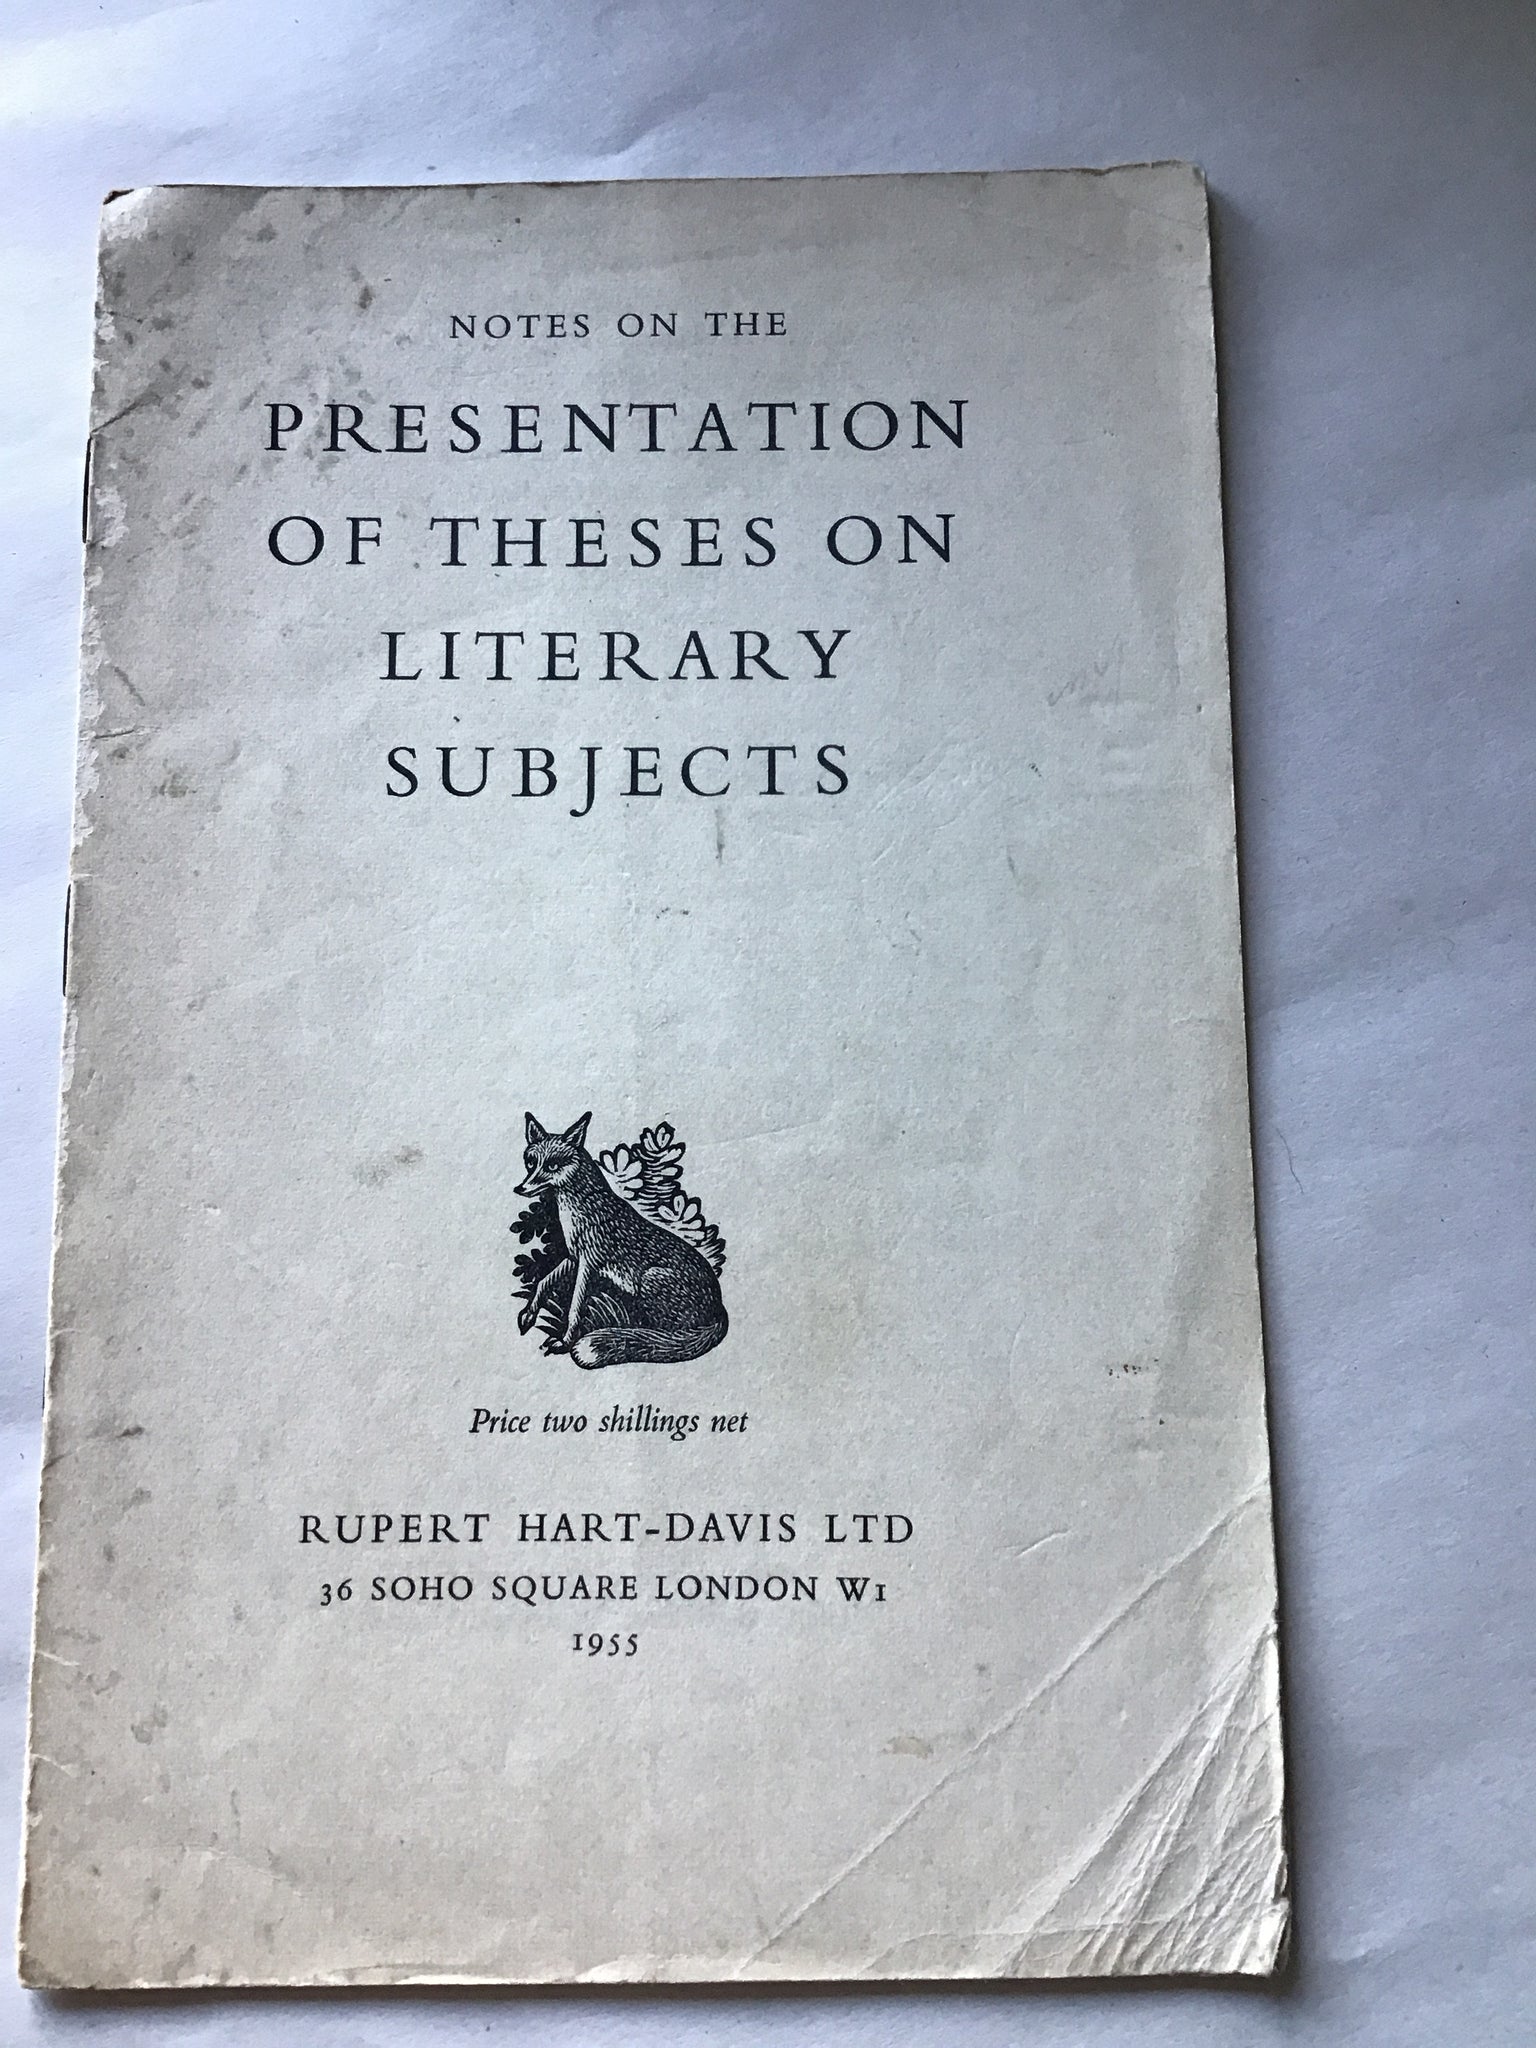 NOTES ON THE
PRESENTATION
OF THESES ON
LITERARY
SUBJECTS
Price two shillings net
RUPERT HART-DAVIS LTD
36 SOHO SQUARE LONDON W1
1955